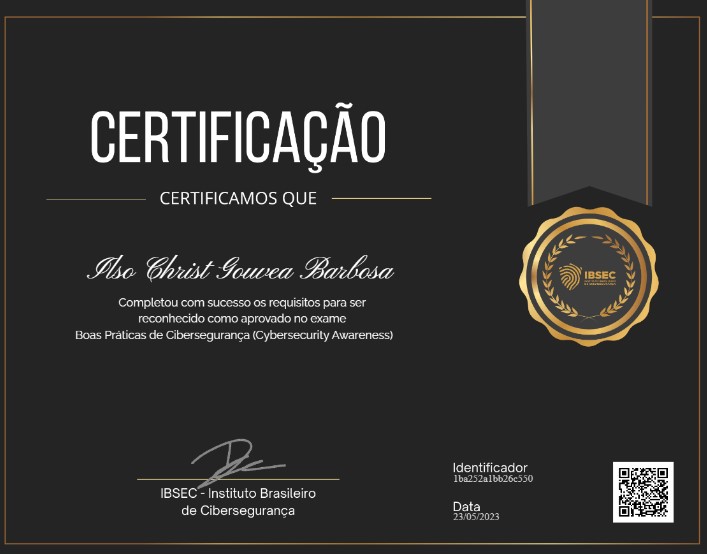 CERTIFICAÇÃO
CERTIFICAMOS QUE
Ilso Christ Gouvea Barbosa
Completou com sucesso os requisitos para ser
reconhecido como aprovado no exame
Boas Práticas de Cibersegurança (Cybersecurity Awareness)
IBSEC
IBSEC - Instituto Brasileiro
de Cibersegurança
Identificador
1ba252a1bb26c550
Data
23/05/2023